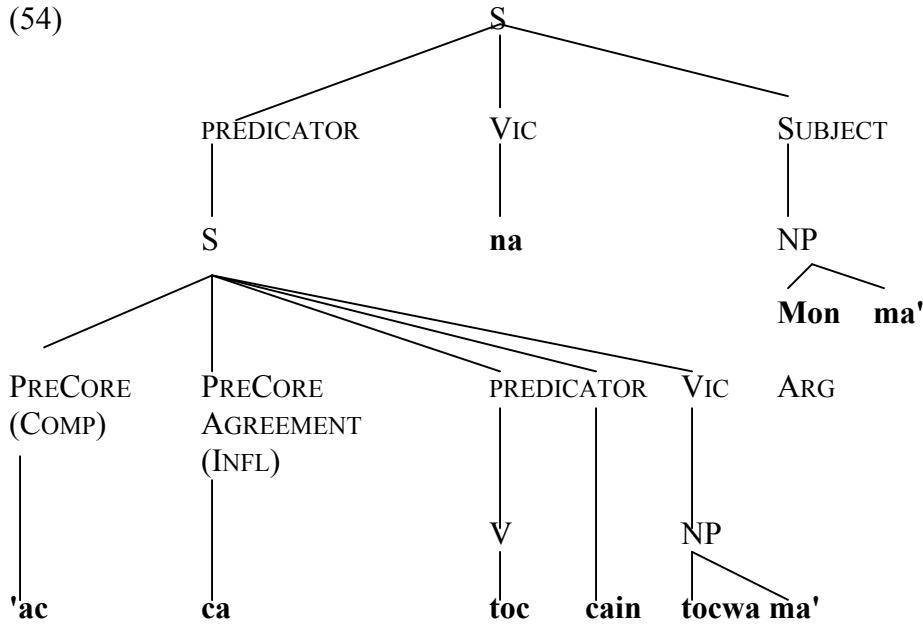 (54) S
PREDICATOR VIC SUBJECT
S na NP
Mon ma'
PRECORE PRECORE PREDICATOR VIC ARG
(COMP) AGREEMENT
(INFL)
V NP
'ac ca toc cain tocwa ma'